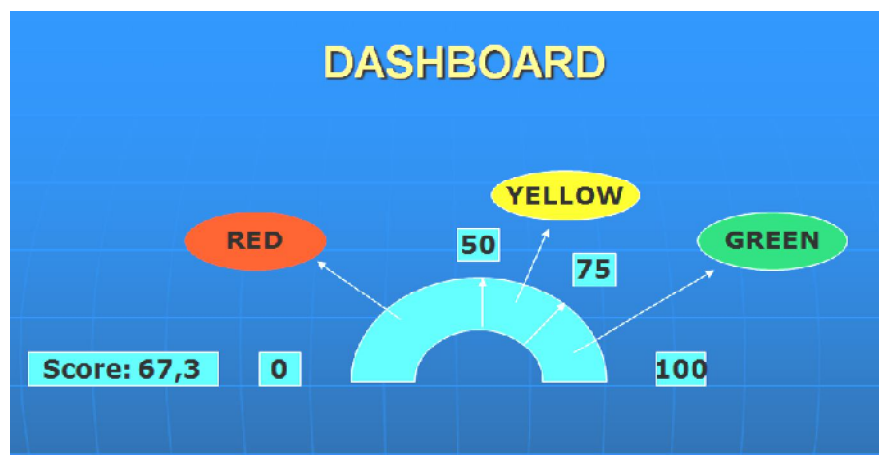 DASHBOARD
YELLOW
RED
50
GREEN
75
Score: 67,3
0
100